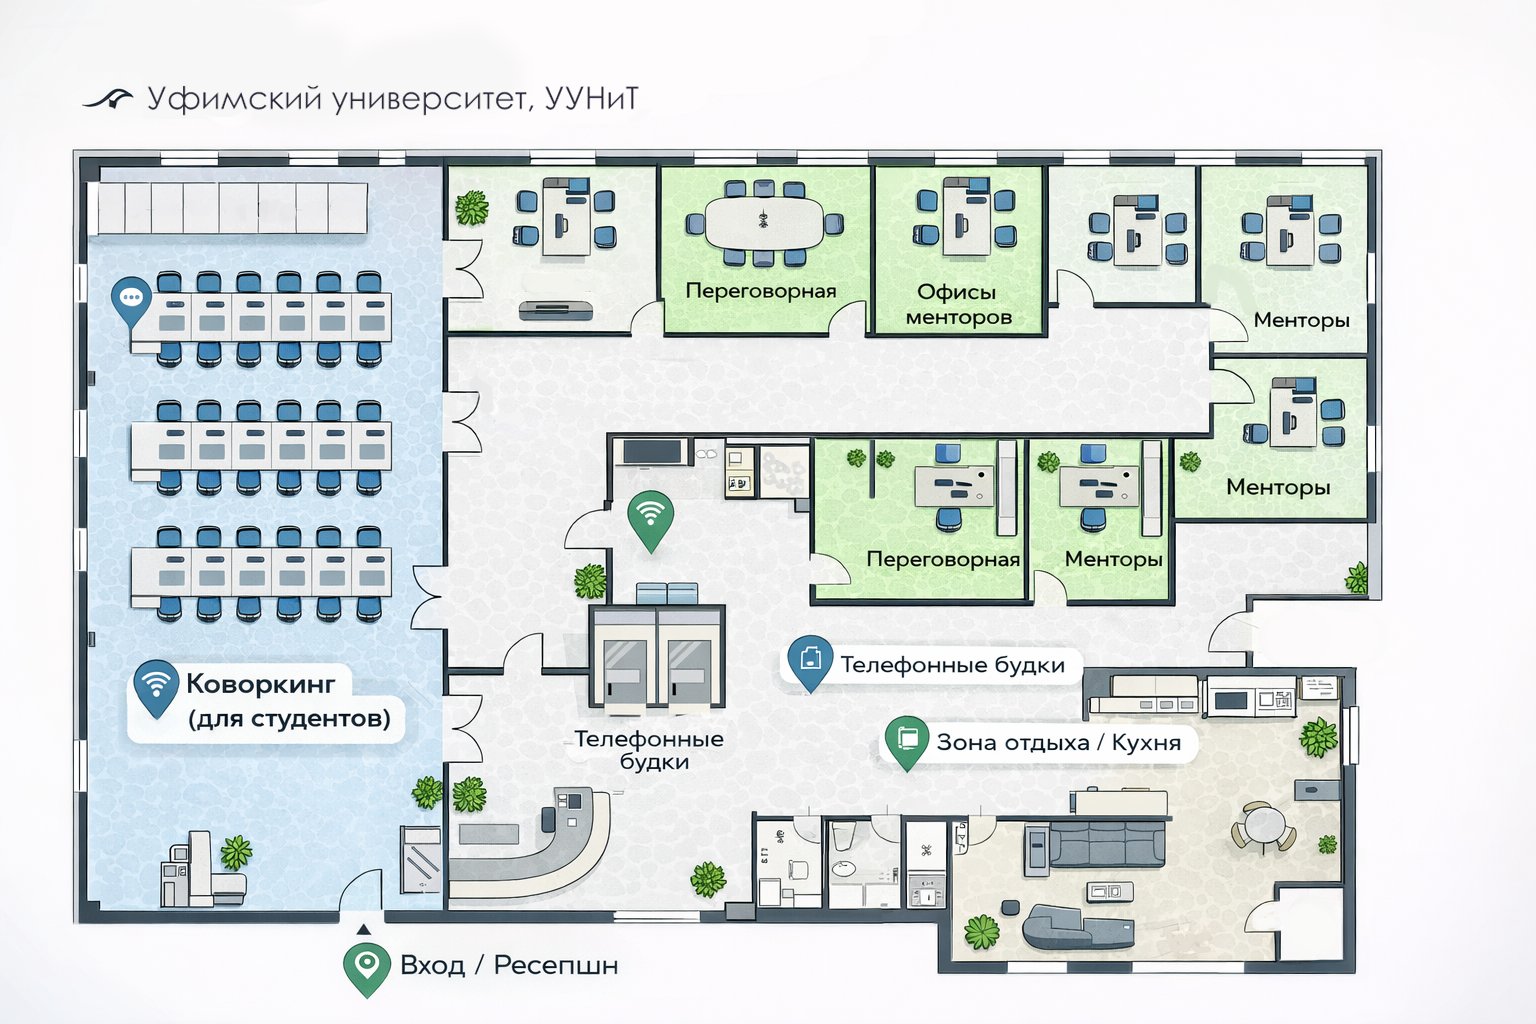 Уфимский университет, УУНиТ
Переговорная
Офисы
менторов
Менторы
Менторы
Переговорная
Менторы
Телефонные будки
Коворкинг
(для студентов)
Телефонные
будки
Зона отдыха / Кухня
Вход / Ресепшн